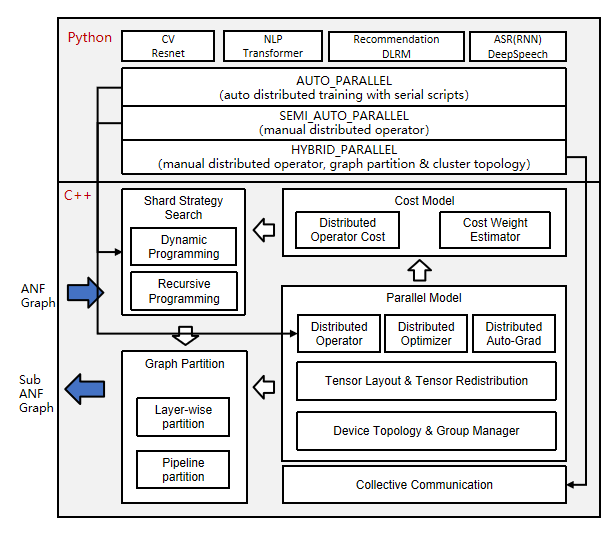 Python
CV
Resnet
NLP
Transformer
Recommendation
DLRM
ASR(RNN)
DeepSpeech
AUTO_PARALLEL
(auto distributed training with serial scripts)
SEMI_AUTO_PARALLEL
(manual distributed operator)
HYBRID_PARALLEL
(manual distributed operator, graph partition & cluster topology)
C++
Shard Strategy
Search
Dynamic
Programming
Recursive
Programming
Cost Model
Distributed
Operator Cost
Cost Weight
Estimator
ANF
Graph
Parallel Model
Distributed
Operator
Distributed
Optimizer
Distributed
Auto-Grad
Tensor Layout & Tensor Redistribution
Device Topology & Group Manager
Graph Partition
Layer-wise
partition
Pipeline
partition
Sub
ANF
Graph
Collective Communication